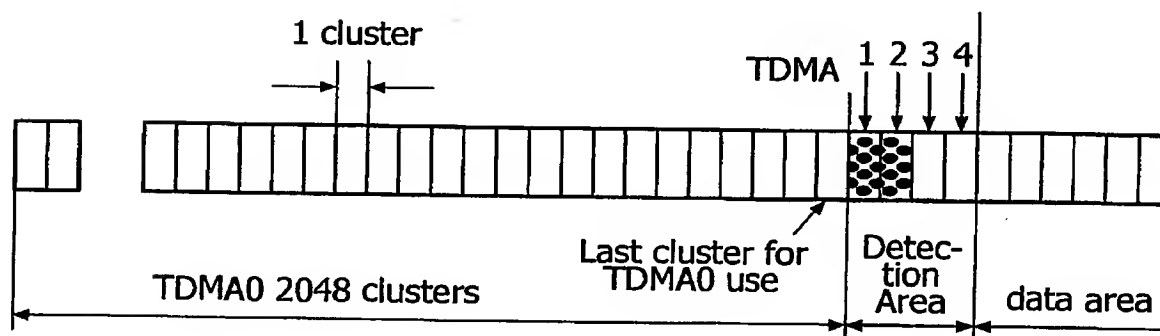 1 cluster
TDMA 1 2 3 4
Last cluster for
TDMA0 use
Detec-
tion
Area
TDMA0 2048 clusters
data area